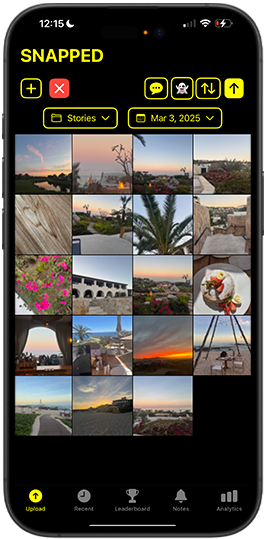 12:15
SNAPPED
Stories
Mar 3, 2025
Upload
Recent
Leaderboard
Notes
Analytics